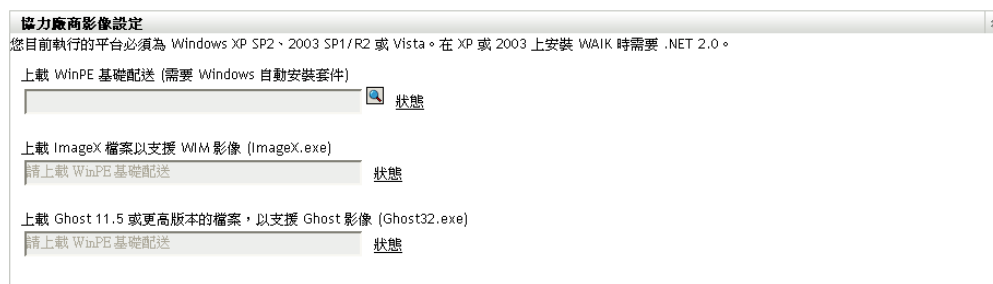 協力廠商影像設定
您目前執行的平台必須為 Windows XP SP2、2003 SP1/R2 或 Vista。在 XP 或 2003 上安裝 WAIK 時需要 .NET 2.0。
上載 WinPE 基礎配送 (需要 Windows 自動安裝套件)
狀態
上載 ImageX 檔案以支援 WIM 影像 (ImageX.exe)
請上載 WinPE 基礎配送 狀態
上載 Ghost 11.5 或更高版本的檔案，以支援 Ghost 影像 (Ghost32.exe)
請上載 WinPE 基礎配送 狀態